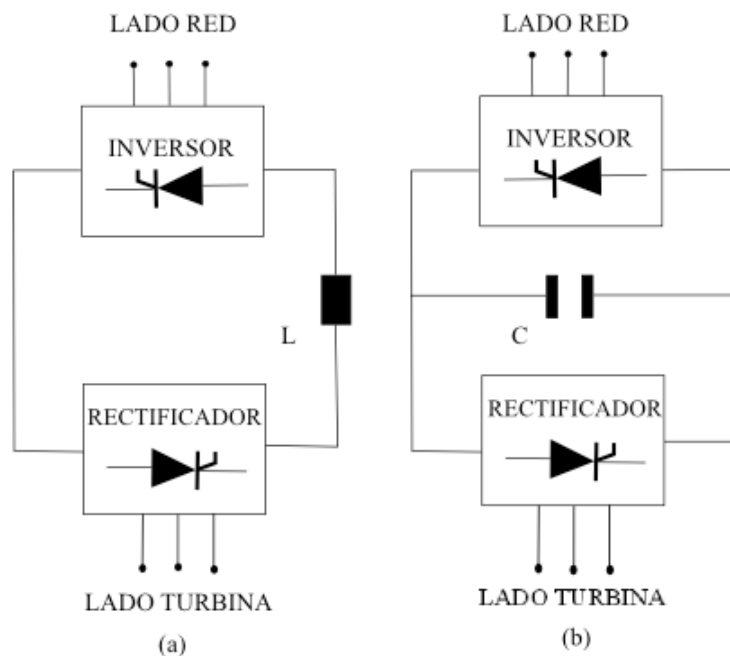 LADO RED
INVERSOR
L
RECTIFICADOR
LADO TURBINA
(a)
LADO RED
INVERSOR
C
RECTIFICADOR
LADO TURBINA
(b)